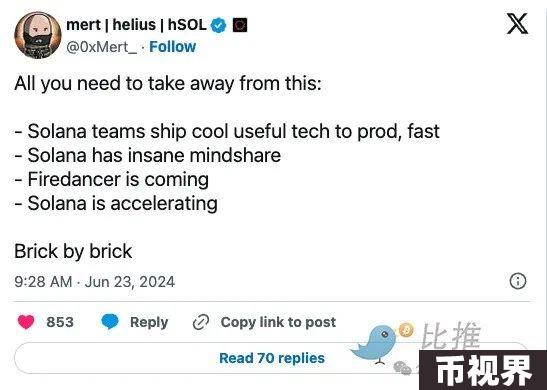 mert | helius | hSOL
@0xMert_ · Follow
All you need to take away from this:
- Solana teams ship cool useful tech to prod, fast
- Solana has insane mindshare
- Firedancer is coming
- Solana is accelerating
Brick by brick
9:28 AM · Jun 23, 2024
853 Reply Copy link to post
Read 70 replies
比推
币视界